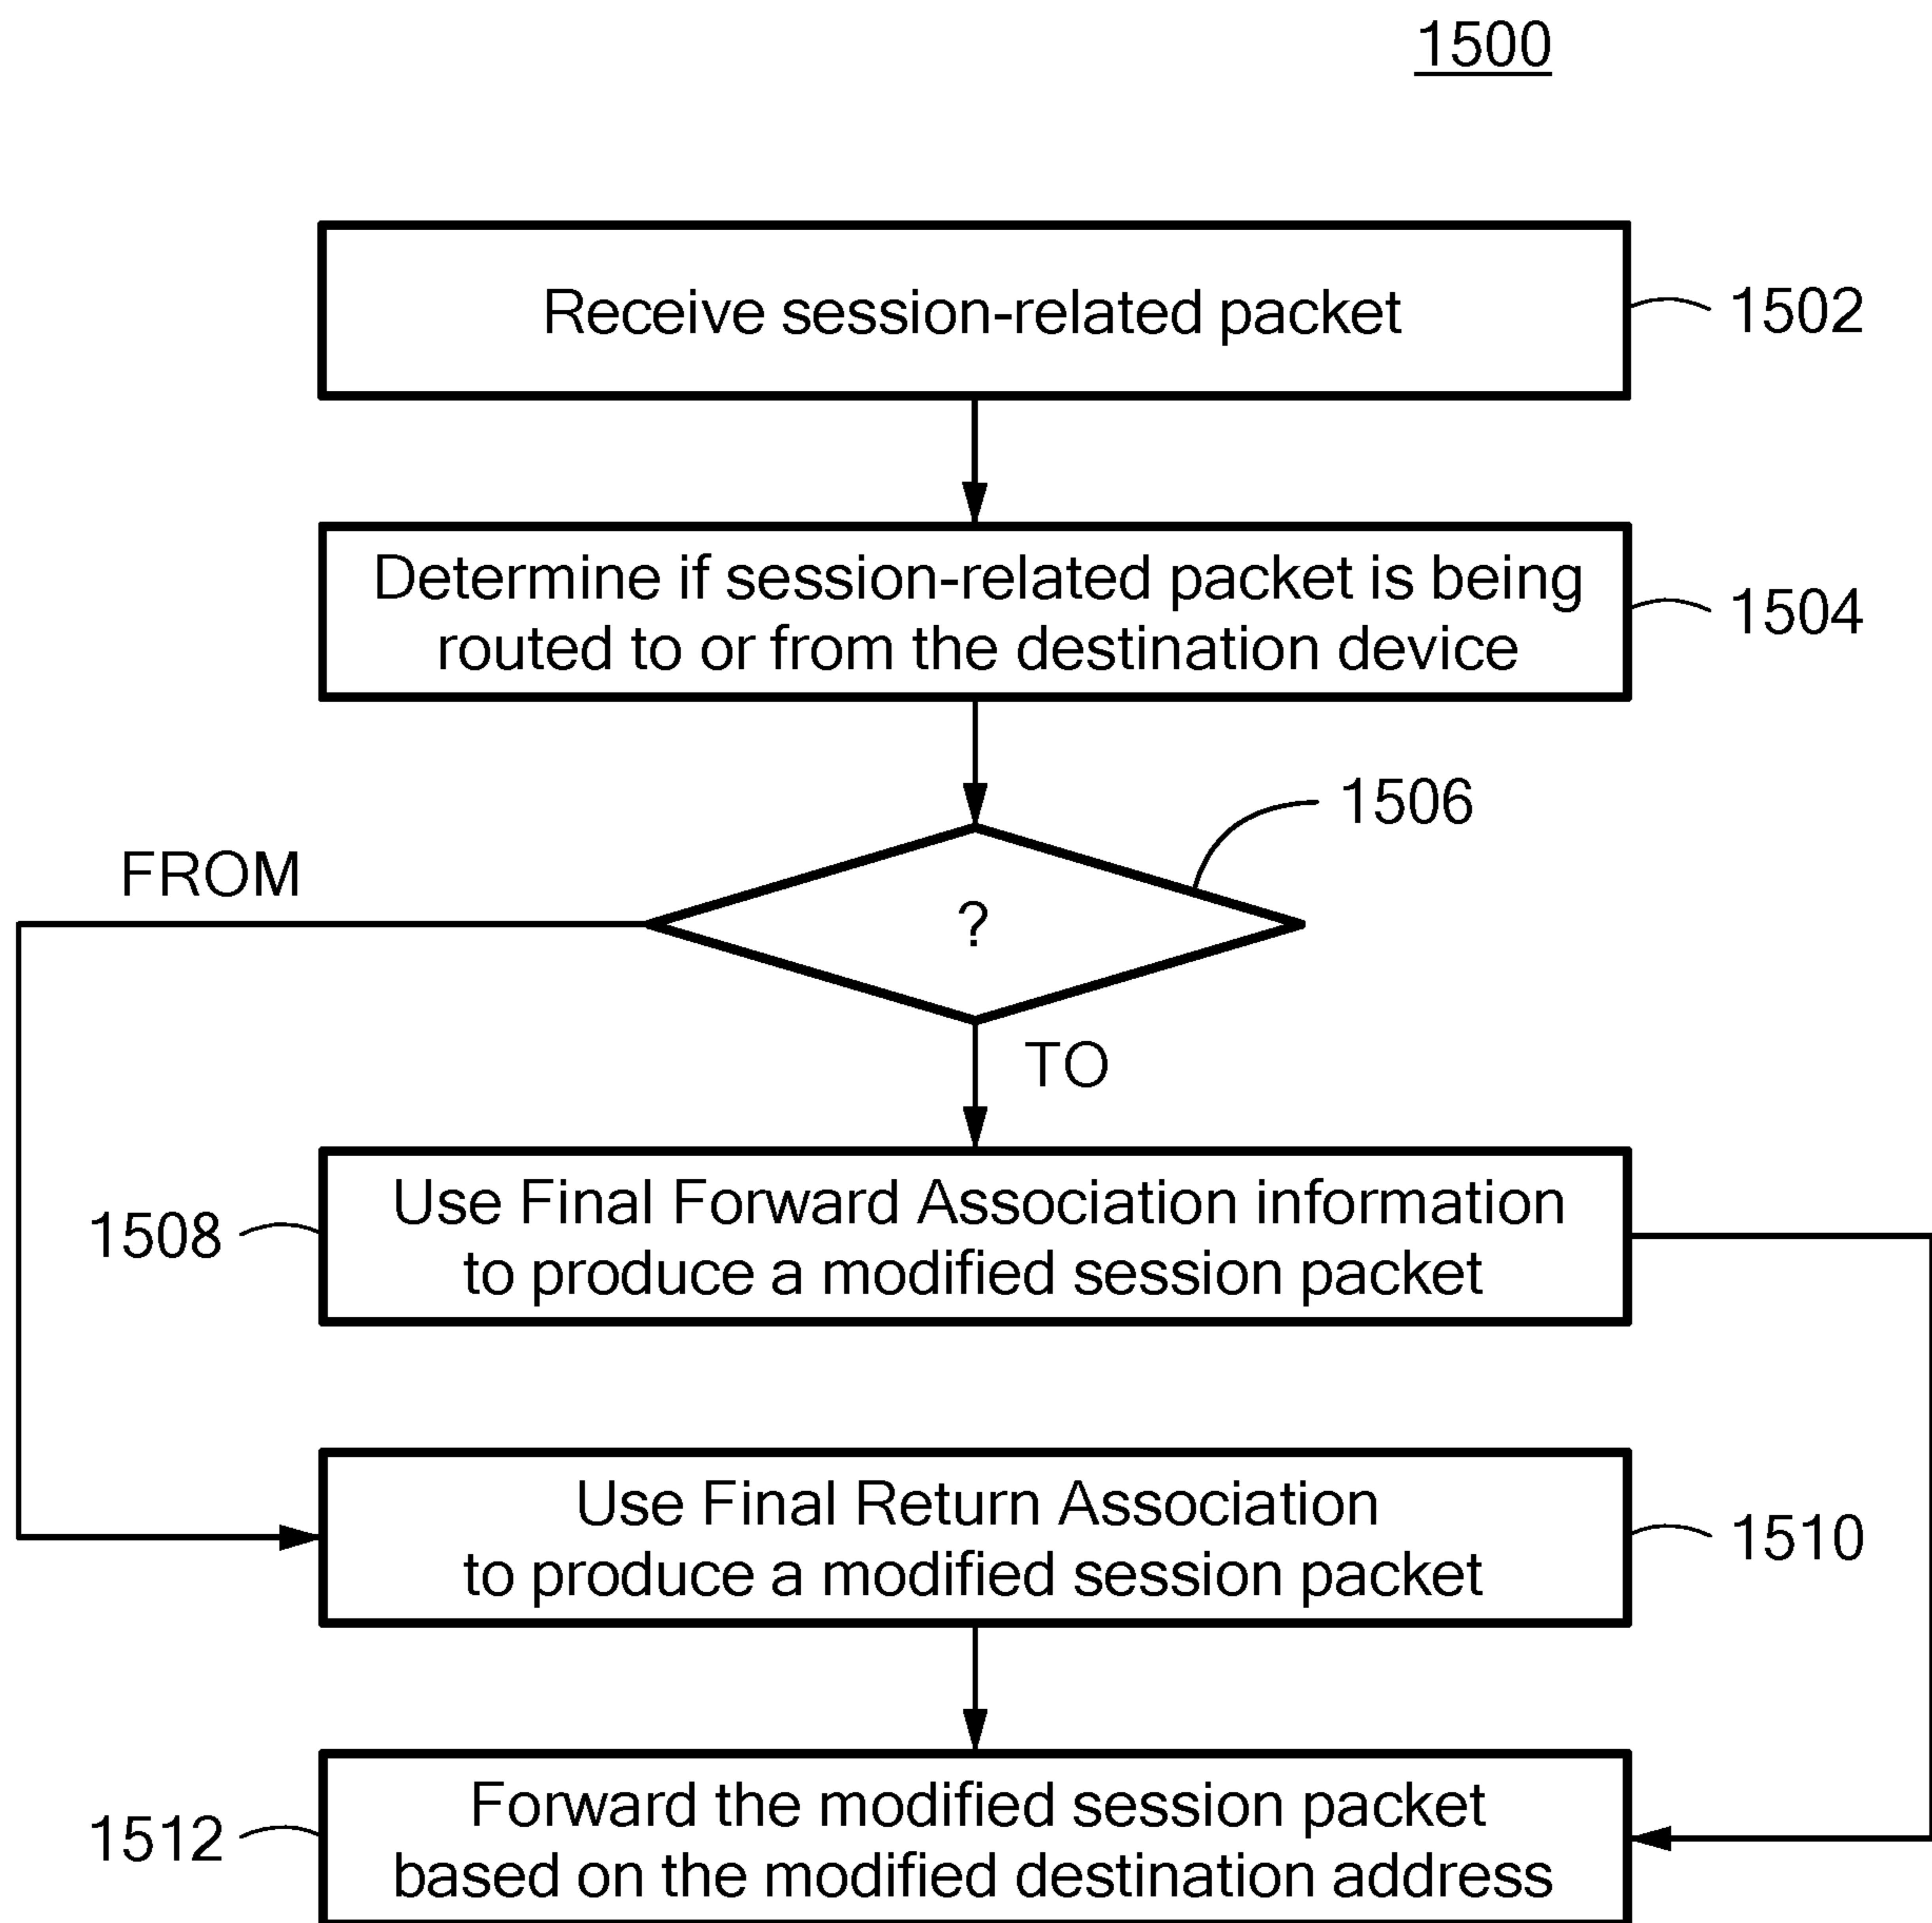 1500
Receive session-related packet
1502
Determine if session-related packet is being
routed to or from the destination device
1504
1506
FROM
?
TO
1508
Use Final Forward Association information
to produce a modified session packet
Use Final Return Association
to produce a modified session packet
1510
1512
Forward the modified session packet
based on the modified destination address